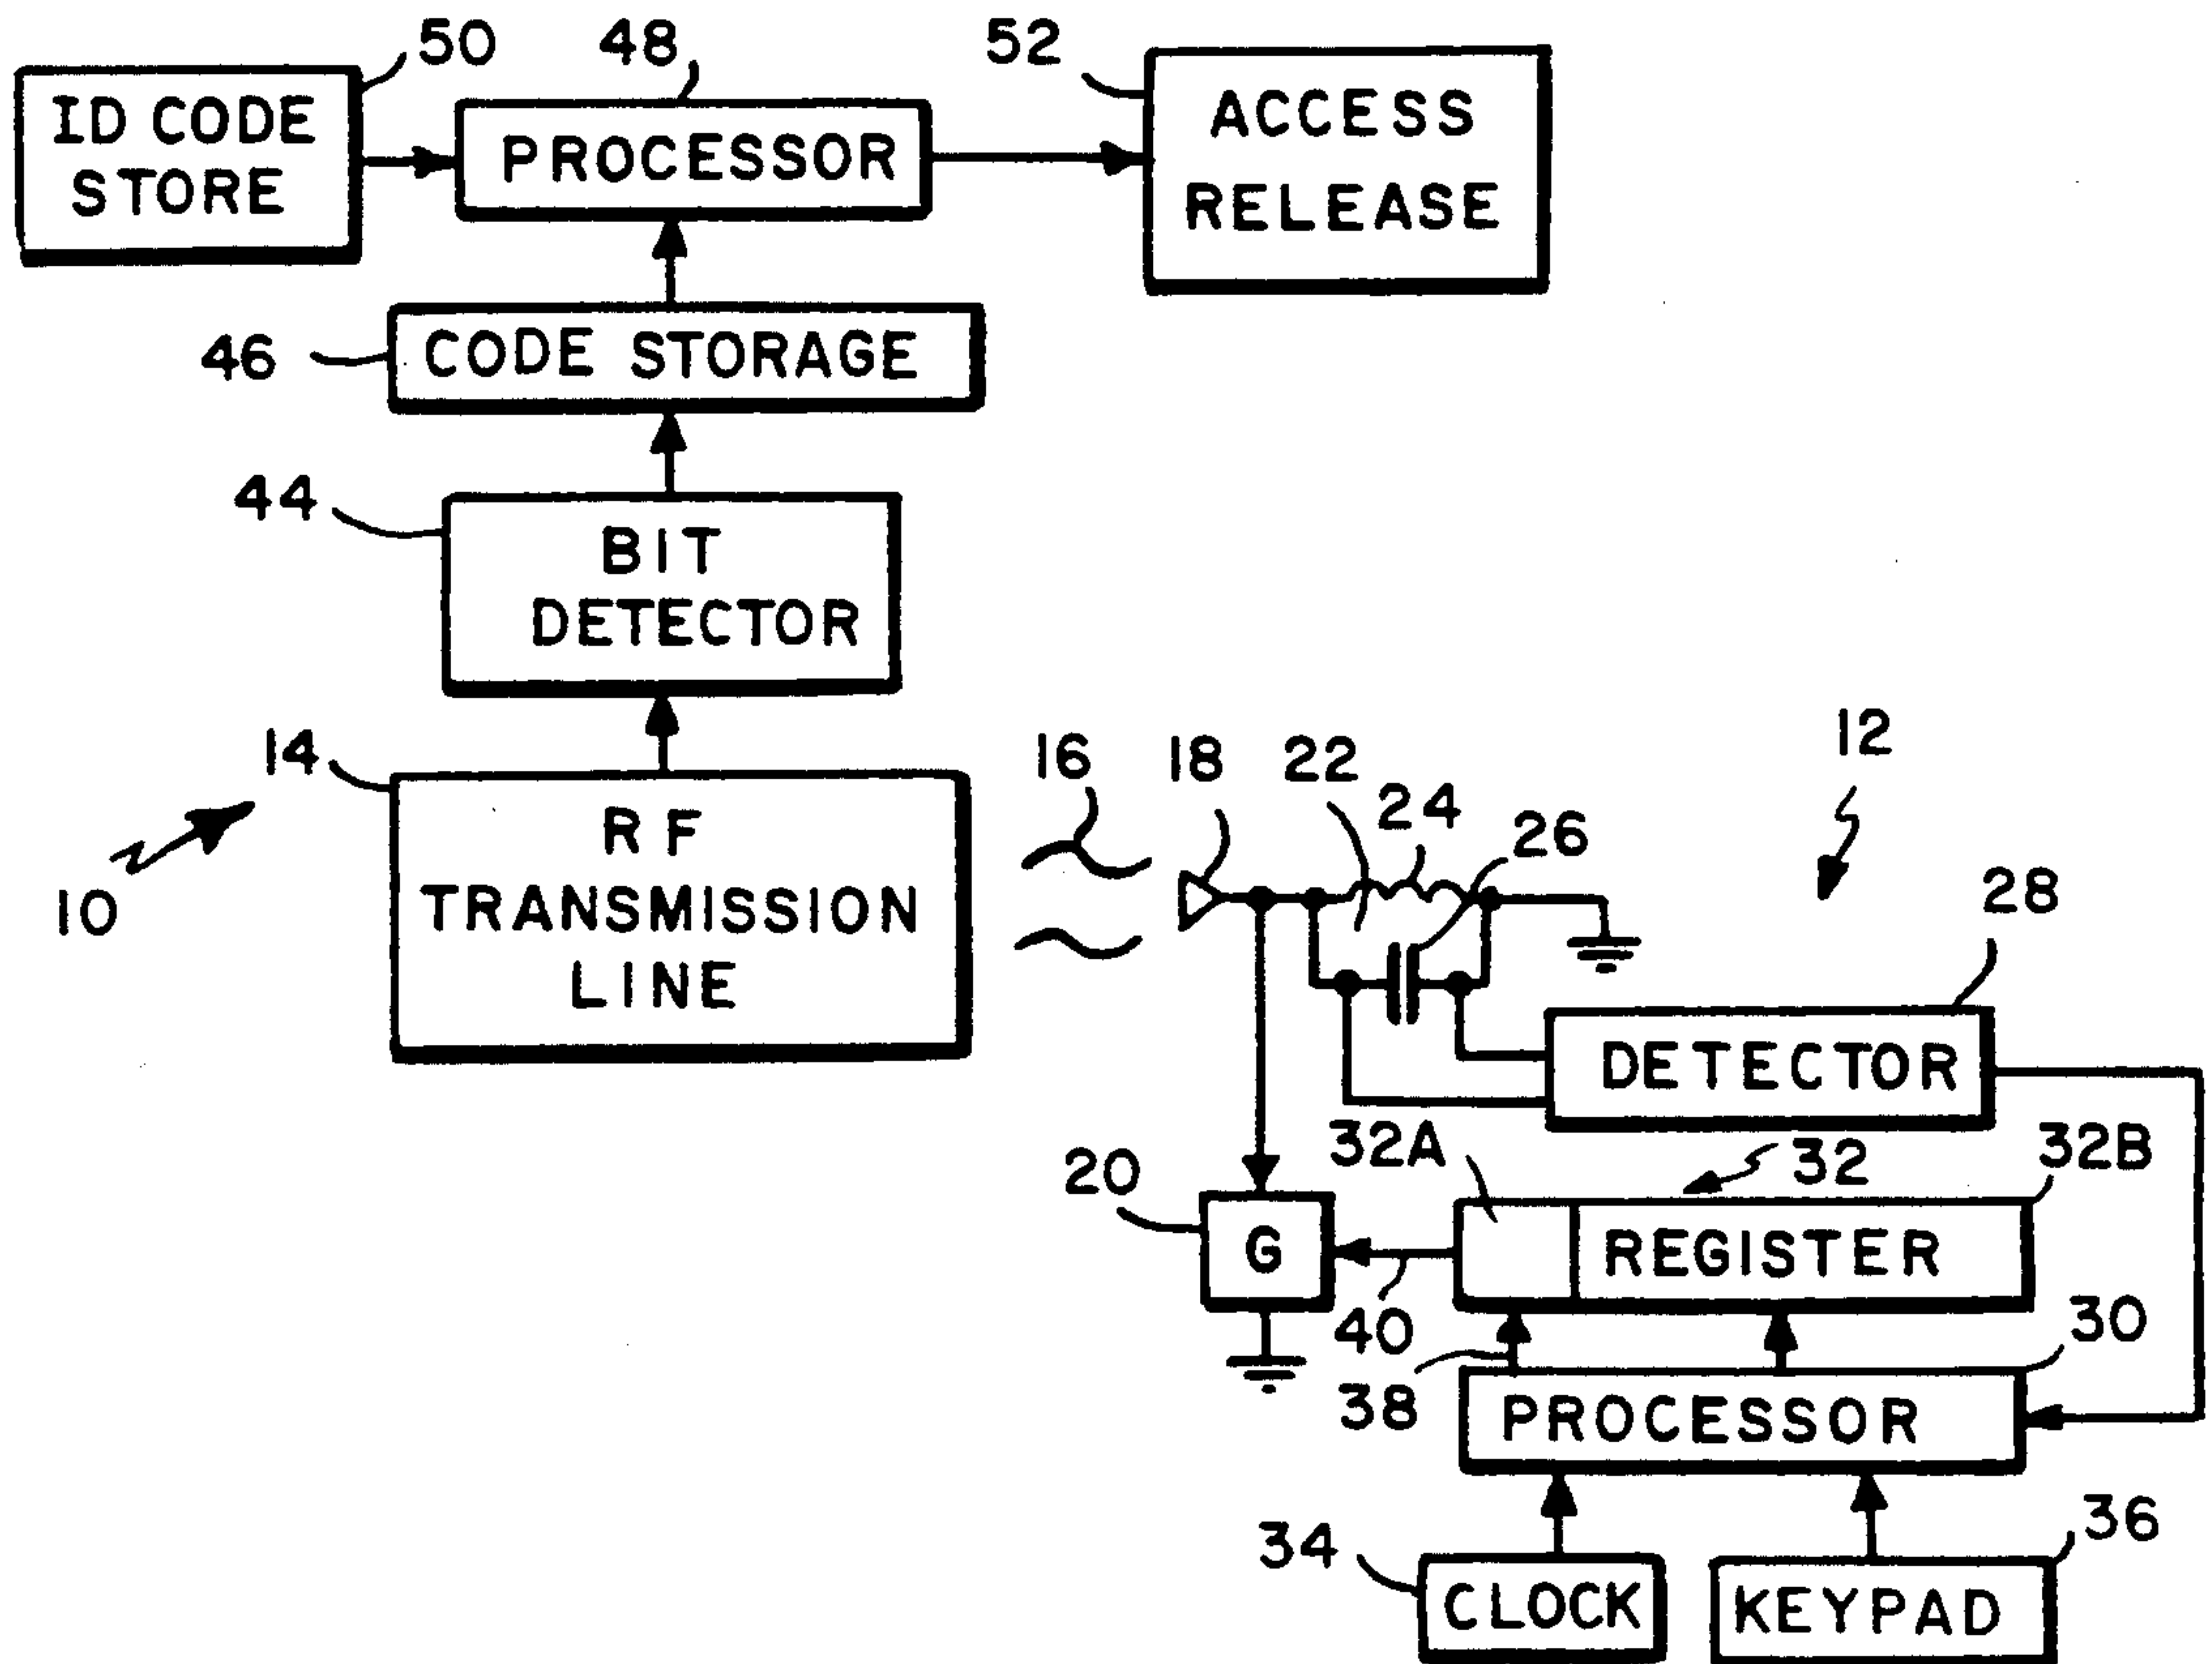 50
48
52
ID CODE
STORE
PROCESSOR
ACCESS
RELEASE
46
CODE STORAGE
44
BIT
DETECTOR
14
16
18
22
24
26
12
10
RF
TRANSMISSION
LINE
28
DETECTOR
32A
32
32B
20
G
REGISTER
40
30
38
PROCESSOR
34
36
CLOCK
KEYPAD